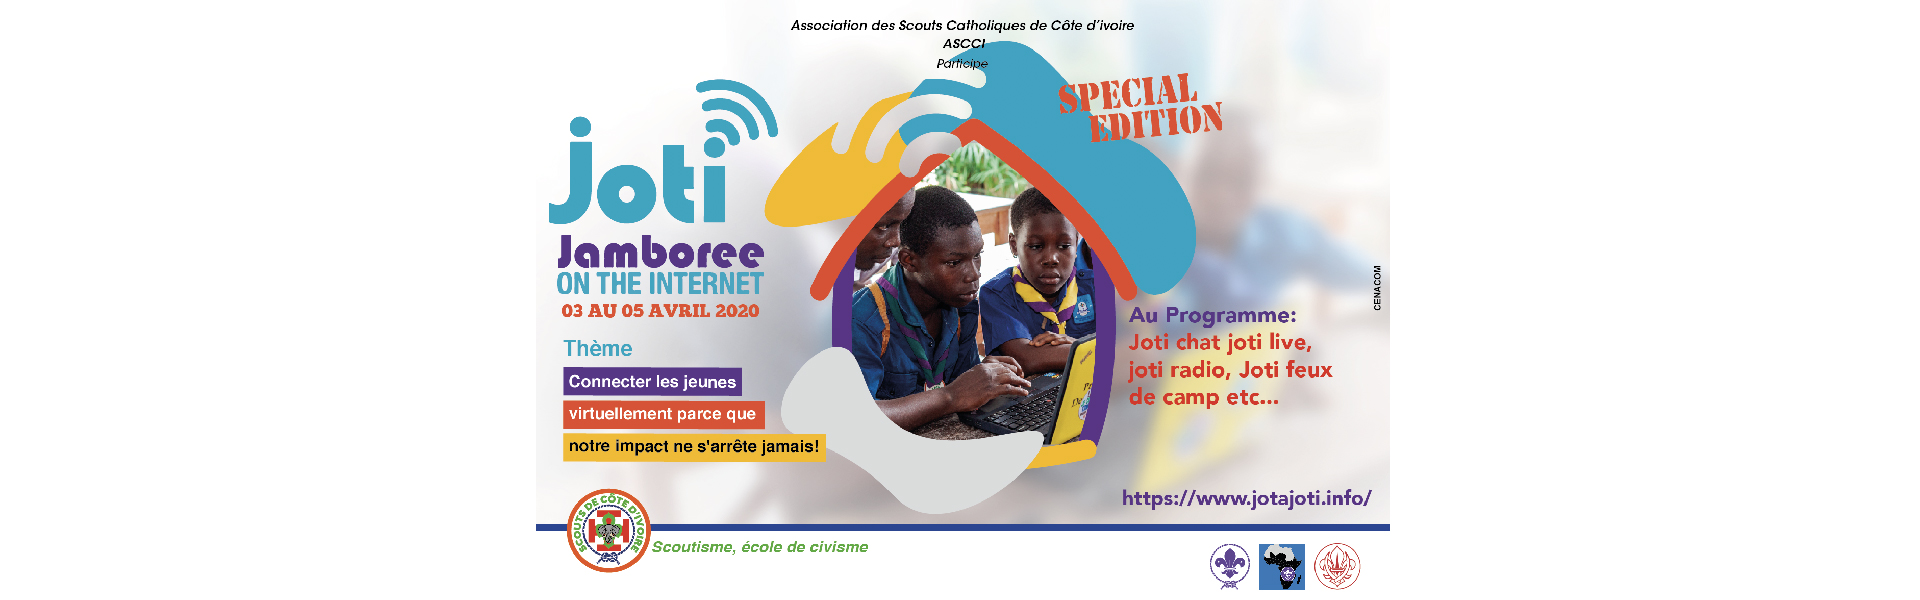 Association des Scouts Catholiques de Côte d'ivoire
ASCCI
Participe
SPECIAL
EDITION
joti
Jamboree
ON THE INTERNET
03 AU 05 AVRIL 2020
Thème
Connecter les jeunes
virtuellement parce que
notre impact ne s'arrête jamais!
CENACOM
Au Programme:
Joti chat joti live,
joti radio, Joti feux
de camp etc...
https://www.jotajoti.info/
SCOUTS DE CÔTE D'IVOIRE
Scoutisme, école de civisme